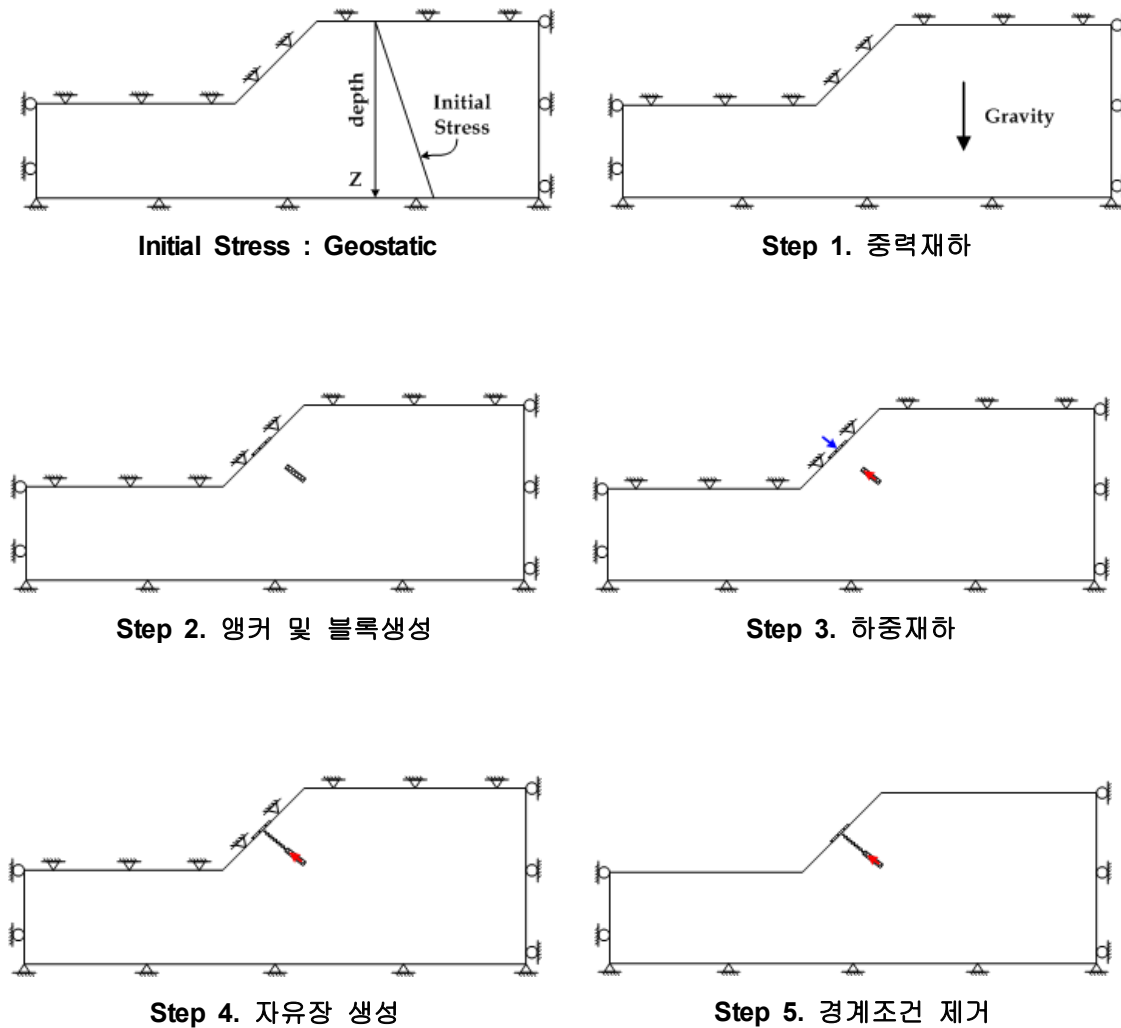 depth
Initial
Stress
Z
Initial Stress : Geostatic
Gravity
Step 1. 중력재하
Step 2. 앵커 및 블록생성
Step 3. 하중재하
Step 4. 자유장 생성
Step 5. 경계조건 제거